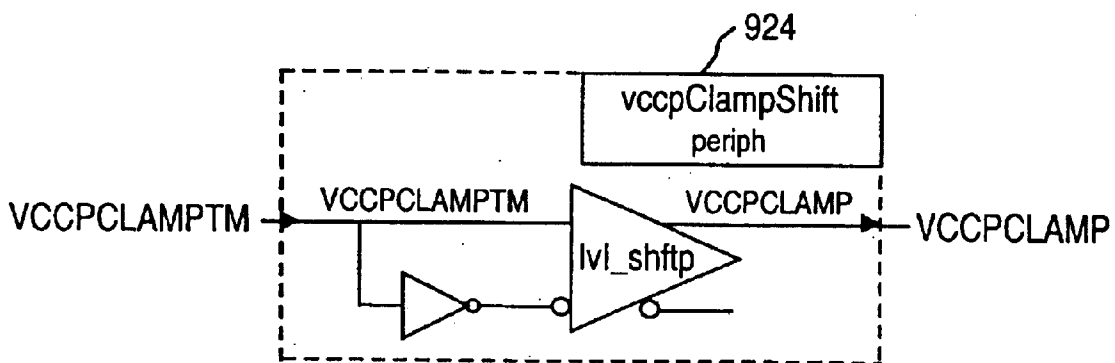 924
vccpClampShift
periph
VCCPCLAMPTM
VCCPCLAMPTM
VCCPCLAMP
VCCPCLAMP
lvl_shftp